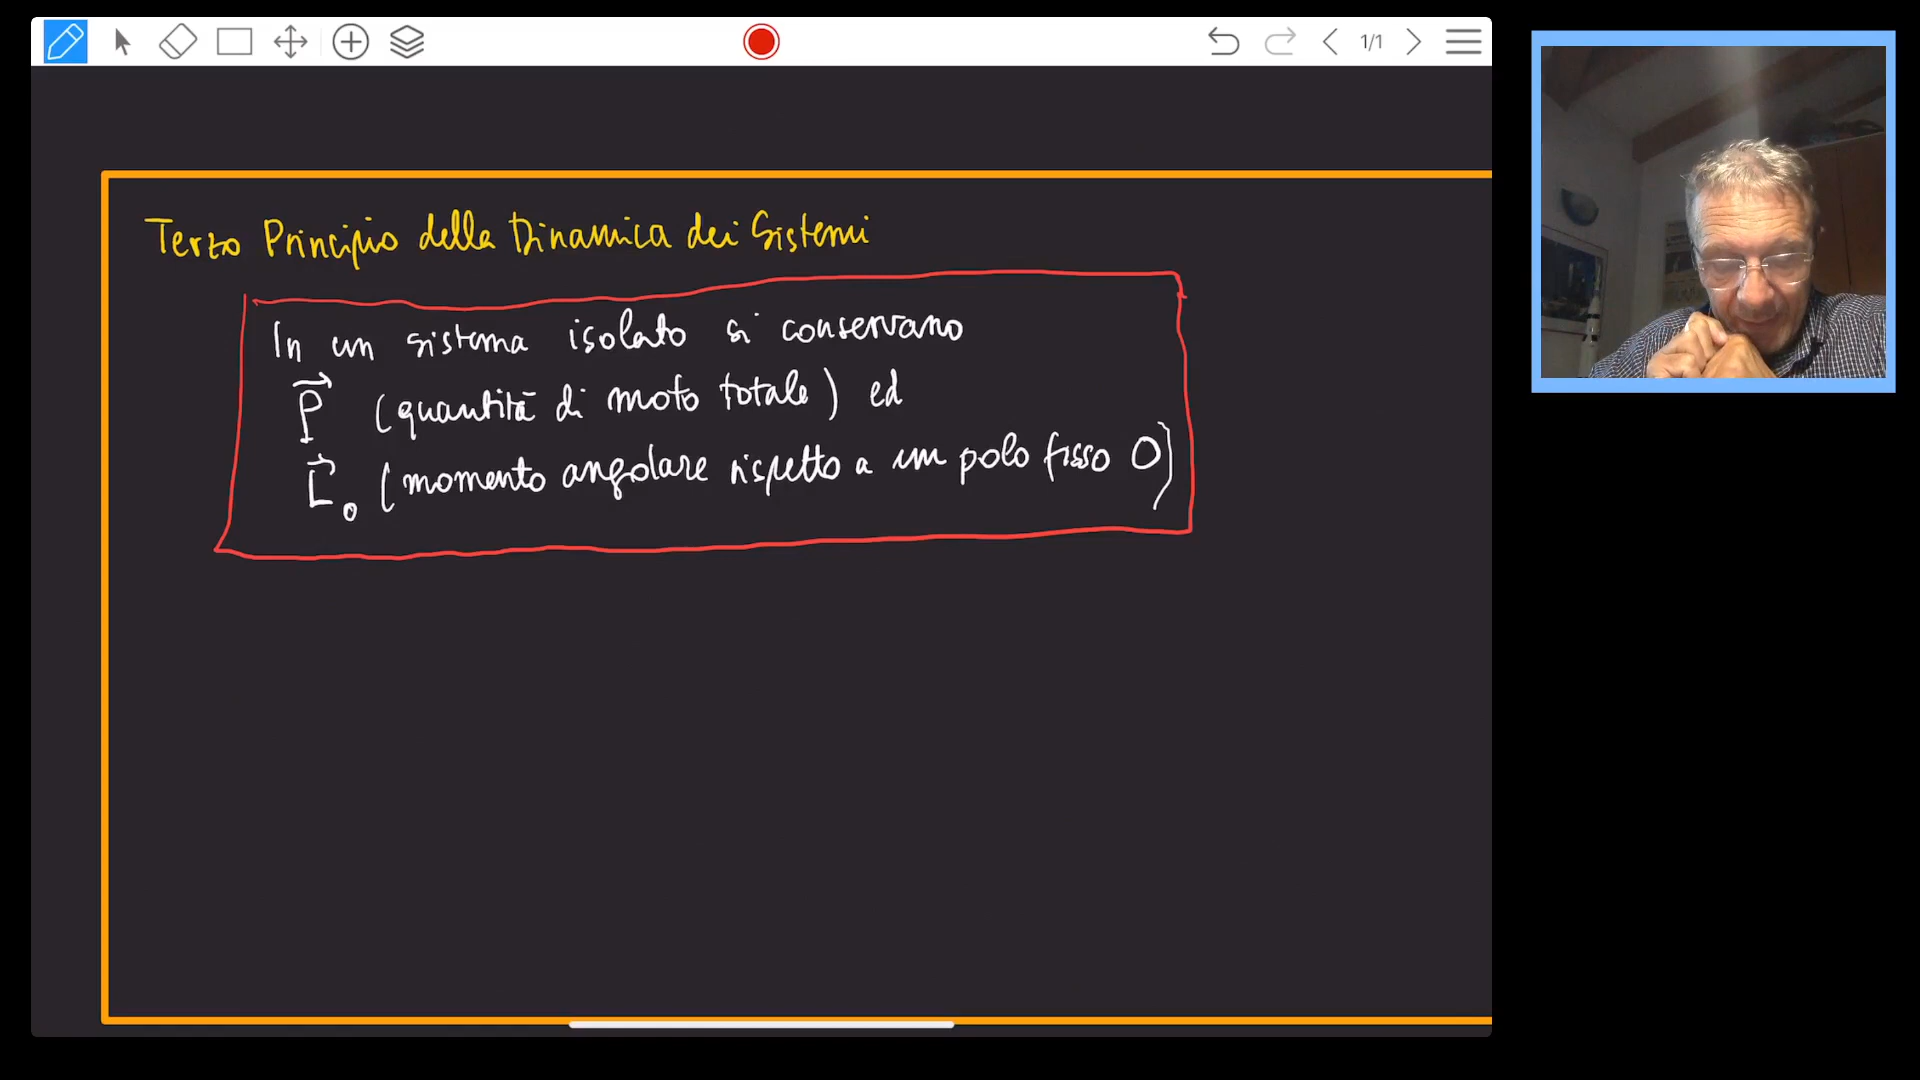 1/1
Terzo Principio della Dinamica dei Sistemi
In un sistema isolato si conservano
P⃗ (quantità di moto totale) ed
L⃗₀ (momento angolare rispetto a un polo fisso O)